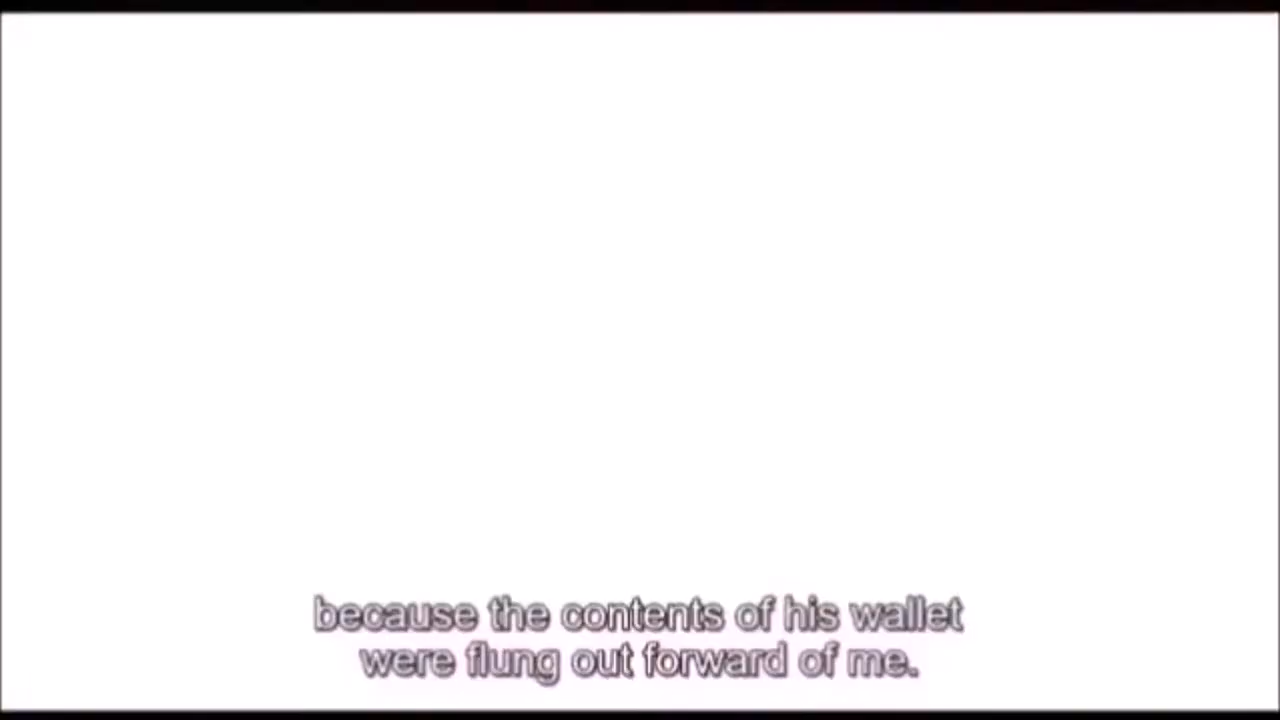 because the contents of his wallet
were flung out forward of me.